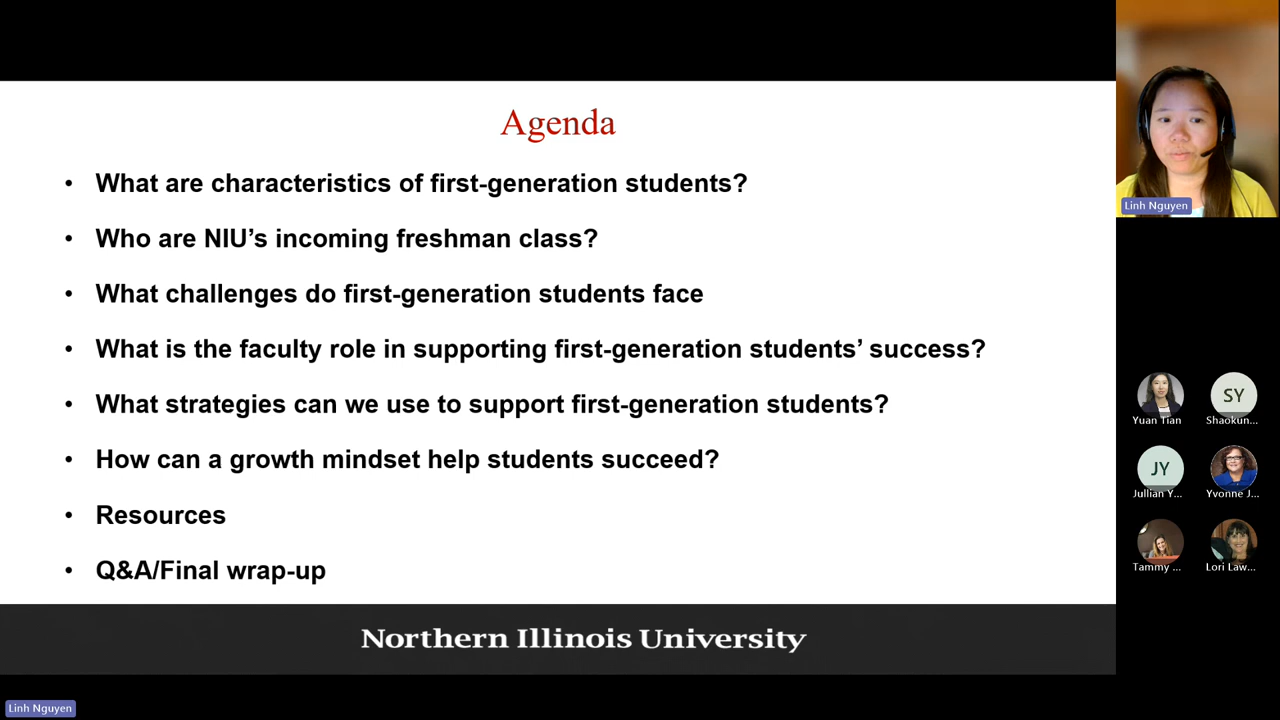 Agenda
• What are characteristics of first-generation students?
• Who are NIU’s incoming freshman class?
• What challenges do first-generation students face
• What is the faculty role in supporting first-generation students’ success?
• What strategies can we use to support first-generation students?
• How can a growth mindset help students succeed?
• Resources
• Q&A/Final wrap-up
Northern Illinois University
Linh Nguyen
Linh Nguyen
SY
Yuan Tian
Shaokun...
JY
Jullian Y...
Yvonne J...
Tammy ...
Lori Law...